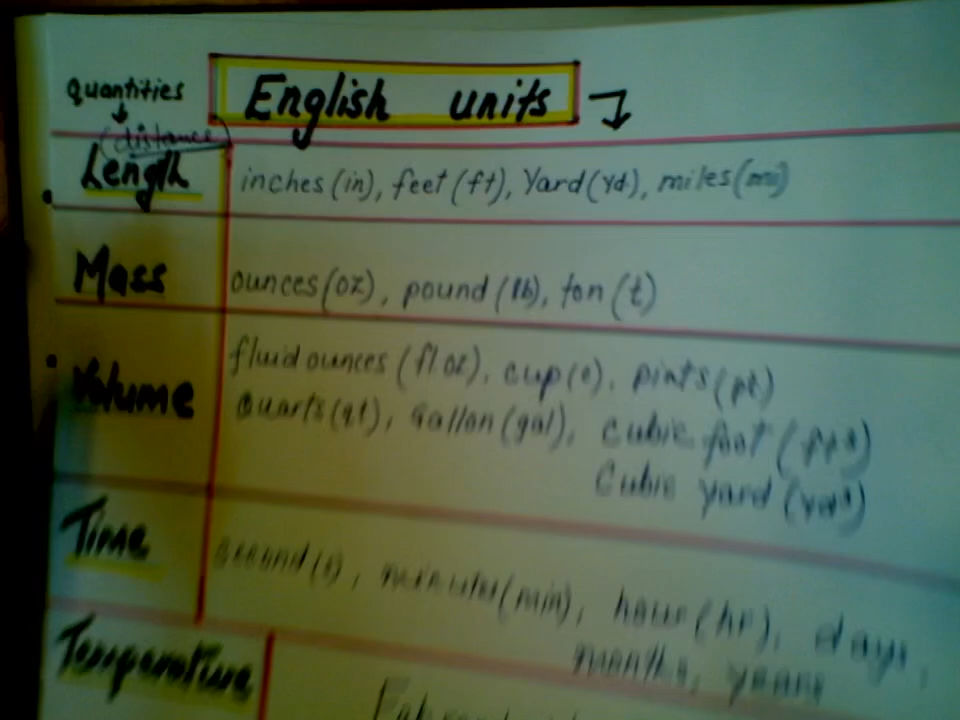 quantities
English units
(distance)
Length
inches (in), feet (ft), Yard (yd), miles (mi)
Mass
ounces (oz), pound (lb), ton (t)
Volume
fluid ounces (fl oz), cup (c), pints (pt)
Quarts (qt), Gallon (gal), Cubic foot (ft³)
Cubic yard (yd³)
Time
second (s), minutes (min), hour (hr), days,
months, years
Temperature